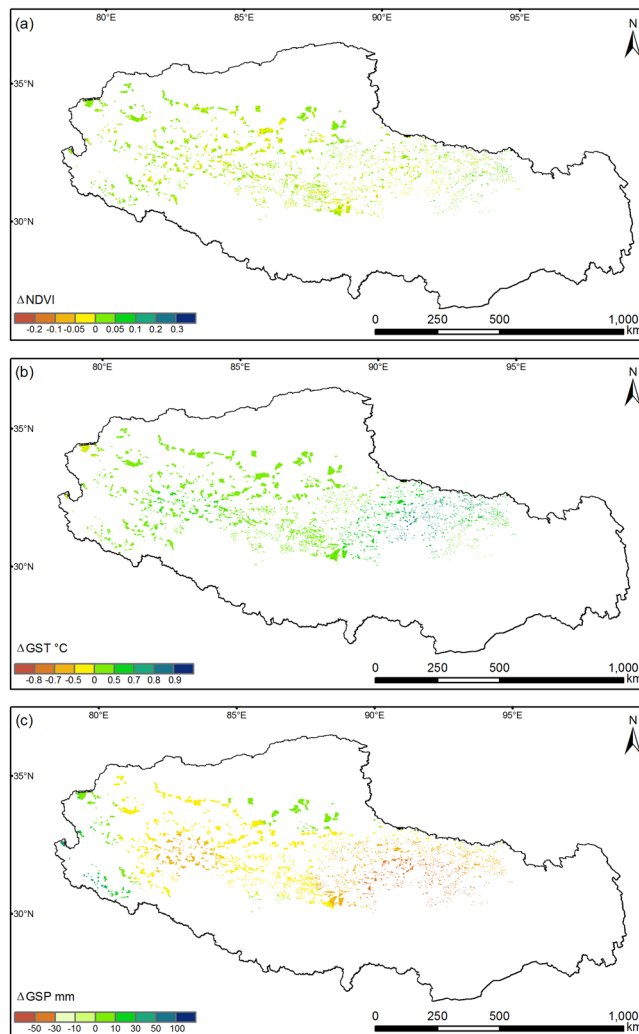 (a)
80°E 85°E 90°E 95°E
N
35°N
30°N
ΔNDVI
-0.2 -0.1 -0.05 0 0.05 0.1 0.2 0.3
0 250 500 1,000
km
(b)
80°E 85°E 90°E 95°E
N
35°N
30°N
ΔGST °C
-0.8 -0.7 -0.5 0 0.5 0.7 0.8 0.9
0 250 500 1,000
km
(c)
80°E 85°E 90°E 95°E
N
35°N
30°N
ΔGSP mm
-50 -30 -10 0 10 30 50 100
0 250 500 1,000
km